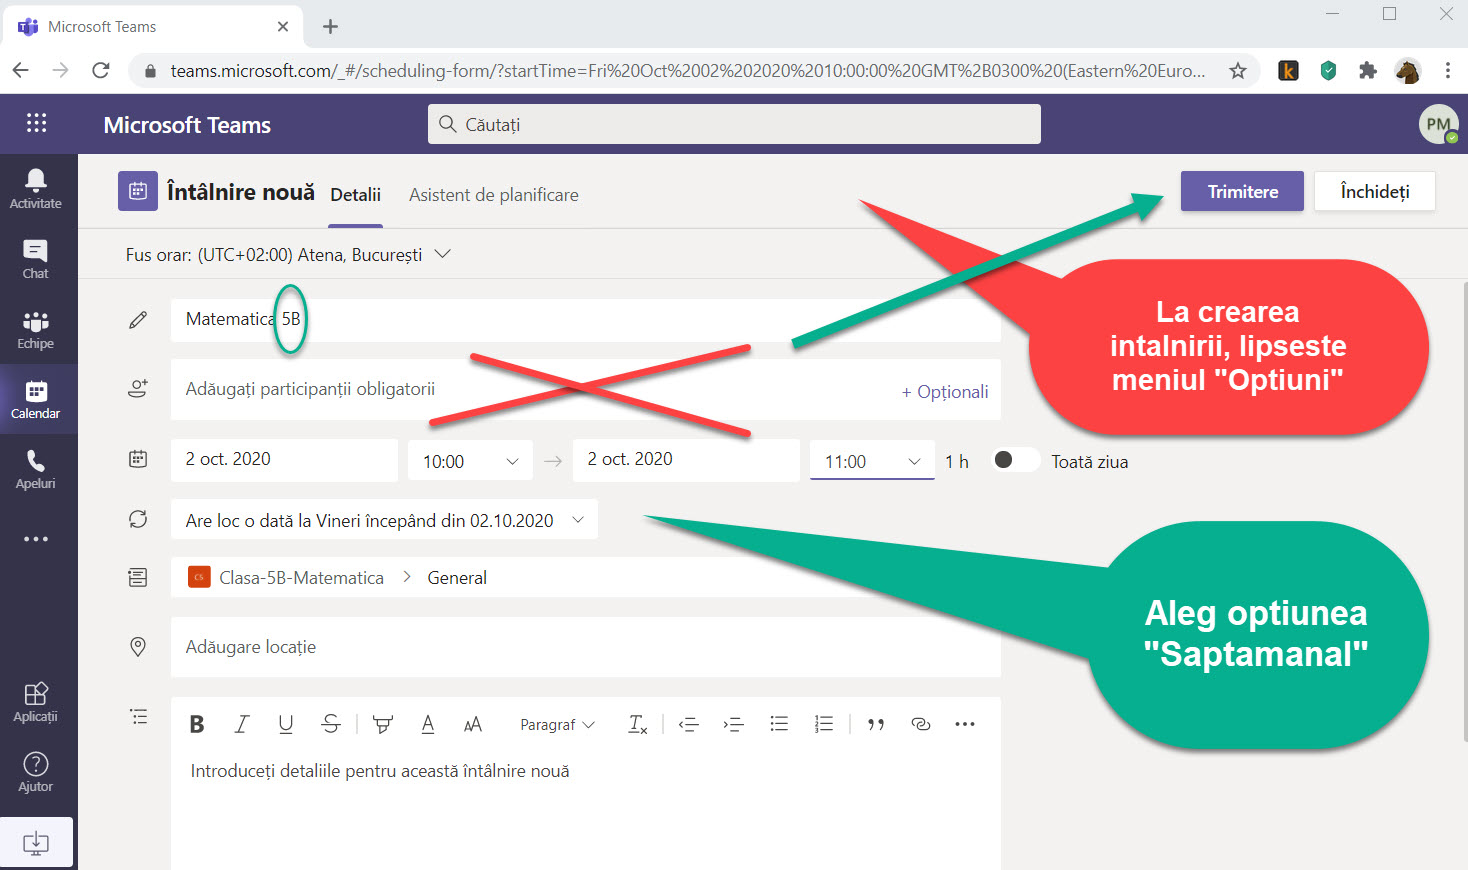 Microsoft Teams
teams.microsoft.com/_#/scheduling-form/?startTime=Fri%20Oct%2002%202020%2010:00:00%20GMT%2B0300%20(Eastern%20Euro...
k
Microsoft Teams
Căutați
PM
Activitate
Chat
Echipe
Calendar
Apeluri
Aplicații
Ajutor
Întâlnire nouă
Detalii
Asistent de planificare
Trimitere
Închideți
Fus orar: (UTC+02:00) Atena, București
Matematica 5B
Adăugați participanții obligatorii
+ Opționali
2 oct. 2020
10:00
2 oct. 2020
11:00
1 h
Toată ziua
Are loc o dată la Vineri începând din 02.10.2020
C5
Clasa-5B-Matematica > General
Adăugare locație
B I U S A AA Paragraf Tx
Introduceți detaliile pentru această întâlnire nouă
La crearea
intalnirii, lipseste
meniul "Optiuni"
Aleg optiunea
"Saptamanal"